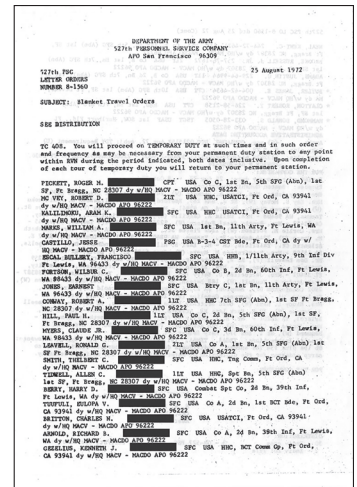 DEPARTMENT OF THE ARMY
527th PERSONNEL SERVICE COMPANY
APO San Francisco 96309
527th PSC 25 August 1972
LETTER ORDERS
NUMBER 8-1560
SUBJECT: Blanket Travel Orders
SEE DISTRIBUTION
TC 408. You will proceed on TEMPORARY DUTY at such times and in such order
and frequency as may be necessary from your permanent duty station to any point
within RVN during the period indicated, both dates inclusive. Upon completion
of each tour of temporary duty you will return to your permanent station.
PICKETT, ROGER M. CPT USA Co C, 1st Bn, 5th SFG (Abn), 1st
SF, Ft Bragg, NC 28307 dy w/HQ MACV - MACDO APO 96222
MC VEY, ROBERT D. 2LT USA HHC, USATCI, Ft Ord, CA 93941
dy w/HQ MACV - MACDO APO 96222
KALILIMOKU, ARAM K. SFC USA HHC, USATCI, Ft Ord, CA 93941
dy w/HQ MACV - MACDO APO 96222
MARKS, WILLIAM A. SFC USA 1st Bn, 11th Arty, Ft Lewis, WA
dy w/HQ MACV - MACDO APO 96222
CASTILLO, JESSE PSG USA B-3-4 CST Bde, Ft Ord, CA dy w/
HQ MACV - MACDO APO 96222
ESCAL BULLERY, FRANCISCO SFC USA HHB, 1/11th Arty, 9th Inf Div
Ft Lewis, WA 96433 dy w/HQ MACV - MACDO APO 96222
FORTSON, WILBUR C. SFC USA Co B, 2d Bn, 60th Inf, Ft Lewis,
WA 98433 dy w/HQ MACV - MACDO APO 96222
JONES, EARNEST SFC USA Btry C, 1st Bn, 11th Arty, Ft Lewis,
WA 96433 dy w/HQ MACV - MACDO APO 96222
CONWAY, ROBERT A. 1LT USA HHC 7th SFG (Abn), 1st SF Ft Bragg,
NC 28307 dy w/HQ MACV - MACDO APO 96222
HILL, PAUL H. 1LT USA Co C, 2d Bn, 5th SFG (Abn), 1st SF,
Ft Bragg, NC 28307 dy w/HQ MACV - MACDO APO 96222
MYERS, CLAUDE JR. SFC USA Co C, 3d Bn, 60th Inf, Ft Lewis,
WA 98433 dy w/HQ MACV - MACDO APO 96222
LEAVELL, RONALD G. 2LT USA Co A, 1st Bn, 5th SFG (Abn) 1st
SF Ft Bragg, NC 28307 dy w/HQ MACV - MACDO APO 96222
SMITH, THELBERT C. SFC USA HHC, Tng Comm, Ft Ord, CA
dy w/HQ MACV - MACDO APO 96222
TIDWELL, ALLEN C. 1LT USA HHC, Spt Bn, 5th SFG (Abn)
1st SF, Ft Bragg, NC 28307 dy w/HQ MACV - MACDO APO 96222
BERRY, HARRY D. SFC USA Combat Spt Co, 2d Bn, 39th Inf,
Ft Lewis, WA dy w/HQ MACV - MACDO APO 96222
TUUFULI, EULOPA V. SFC USA Co A, 2d Bn, 1st BCT Bde, Ft Ord,
CA 93941 dy w/HQ MACV - MACDO APO 96222
BRITTON, CHARLES N. SFC USA USATCI, Ft Ord, CA 93941
dy w/HQ MACV - MACDO APO 96222
ARNOLD, RICHARD B. SFC USA Co A, 2d Bn, 39th Inf, Ft Lewis,
WA dy w/HQ MACV - MACDO APO 96222
GEZELIUS, KENNETH J. SFC USA HHC, BCT Comm Gp, Ft Ord,
CA 93941 dy w/HQ MACV - MACDO APO 96222